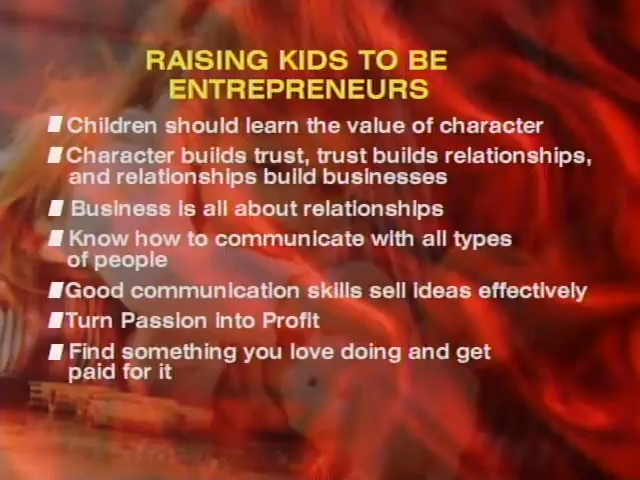 RAISING KIDS TO BE
ENTREPRENEURS
Children should learn the value of character
Character builds trust, trust builds relationships,
and relationships build businesses
Business is all about relationships
Know how to communicate with all types
of people
Good communication skills sell ideas effectively
Turn Passion into Profit
Find something you love doing and get
paid for it